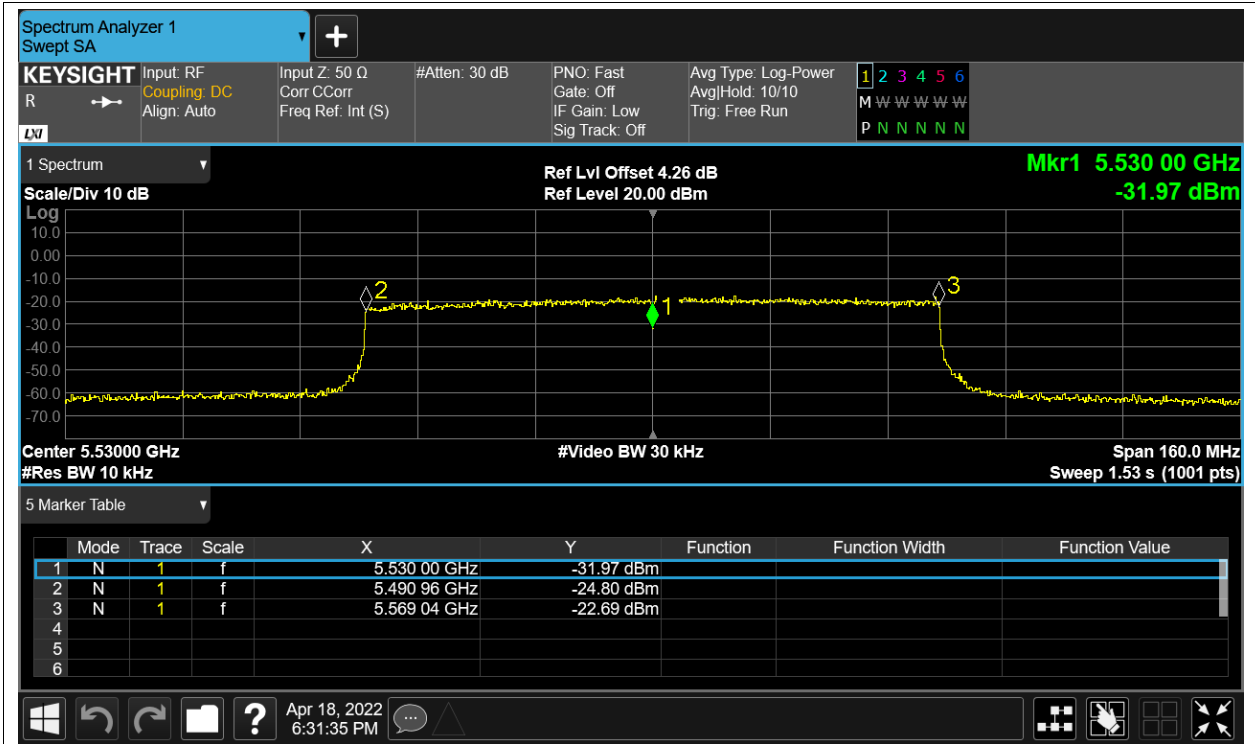 Spectrum Analyzer 1
Swept SA
+
KEYSIGHT Input: RF Input Z: 50 Ω #Atten: 30 dB PNO: Fast Avg Type: Log-Power 1 2 3 4 5 6
R Coupling: DC Corr CCorr Gate: Off Avg|Hold: 10/10 M W W W W W
Align: Auto Freq Ref: Int (S) IF Gain: Low Trig: Free Run
LXI Sig Track: Off P N N N N N
1 Spectrum Ref Lvl Offset 4.26 dB Mkr1 5.530 00 GHz
Scale/Div 10 dB Ref Level 20.00 dBm -31.97 dBm
Log
10.0
0.00
-10.0
2 3
-20.0
1
-30.0
-40.0
-50.0
-60.0
-70.0
Center 5.53000 GHz #Video BW 30 kHz Span 160.0 MHz
#Res BW 10 kHz Sweep 1.53 s (1001 pts)
5 Marker Table
Mode Trace Scale X Y Function Function Width Function Value
1 N 1 f 5.530 00 GHz -31.97 dBm
2 N 1 f 5.490 96 GHz -24.80 dBm
3 N 1 f 5.569 04 GHz -22.69 dBm
4
5
6
? Apr 18, 2022
6:31:35 PM